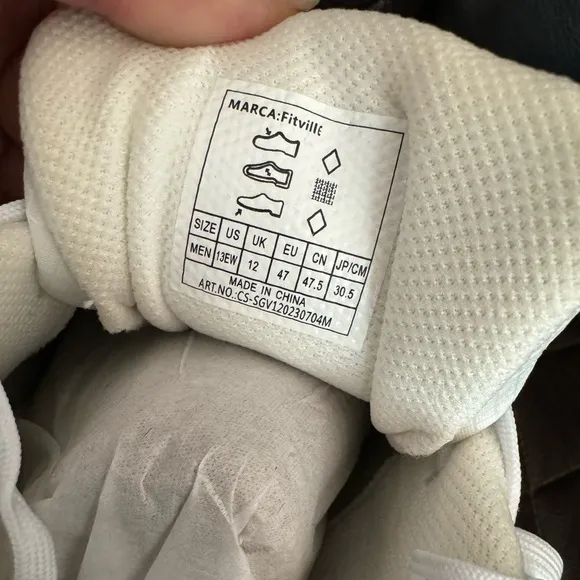 MARCA:Fitville
SIZE US UK EU CN JP/CM
MEN 13EW 12 47 47.5 30.5
MADE IN CHINA
ART.NO.:CS-SGV120230704M